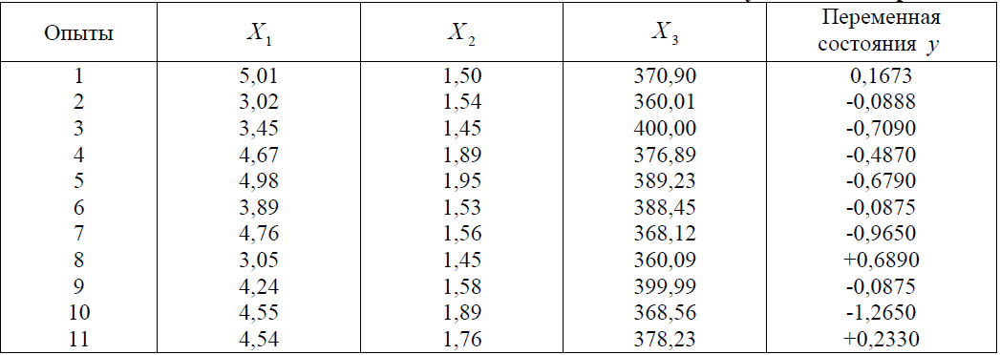 Опыты X1 X2 X3 Переменная
состояния y
1 5,01 1,50 370,90 0,1673
2 3,02 1,54 360,01 -0,0888
3 3,45 1,45 400,00 -0,7090
4 4,67 1,89 376,89 -0,4870
5 4,98 1,95 389,23 -0,6790
6 3,89 1,53 388,45 -0,0875
7 4,76 1,56 368,12 -0,9650
8 3,05 1,45 360,09 +0,6890
9 4,24 1,58 399,99 -0,0875
10 4,55 1,89 368,56 -1,2650
11 4,54 1,76 378,23 +0,2330